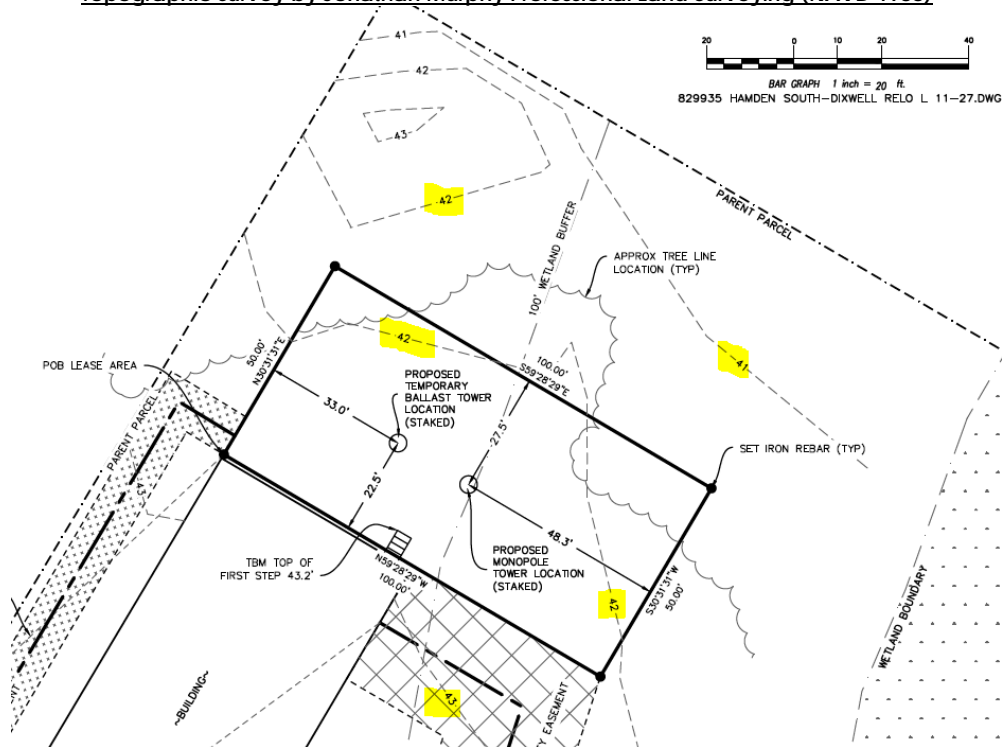 Topographic survey by Jonathan Murphy Professional Land Surveying
41
42
43
42
20 0 10 20 40
BAR GRAPH 1 inch = 20 ft.
829935 HAMDEN SOUTH-DIXWELL RELO L 11-27.DWG
PARENT PARCEL
100' WETLAND BUFFER
APPROX TREE LINE
LOCATION (TYP)
42
41
POB LEASE AREA
50.00'
N30°31'31"E
PROPOSED
TEMPORARY
BALLAST TOWER
LOCATION
(STAKED)
100.00'
S59°28'29"E
33.0'
27.5'
22.5'
PARENT PARCEL
43
SET IRON REBAR (TYP)
48.3'
TBM TOP OF
FIRST STEP 43.2'
N59°28'29"W
100.00'
PROPOSED
MONOPOLE
TOWER LOCATION
(STAKED)
42
S30°31'31"W
50.00'
WETLAND BOUNDARY
~BUILDING~
43
EASEMENT